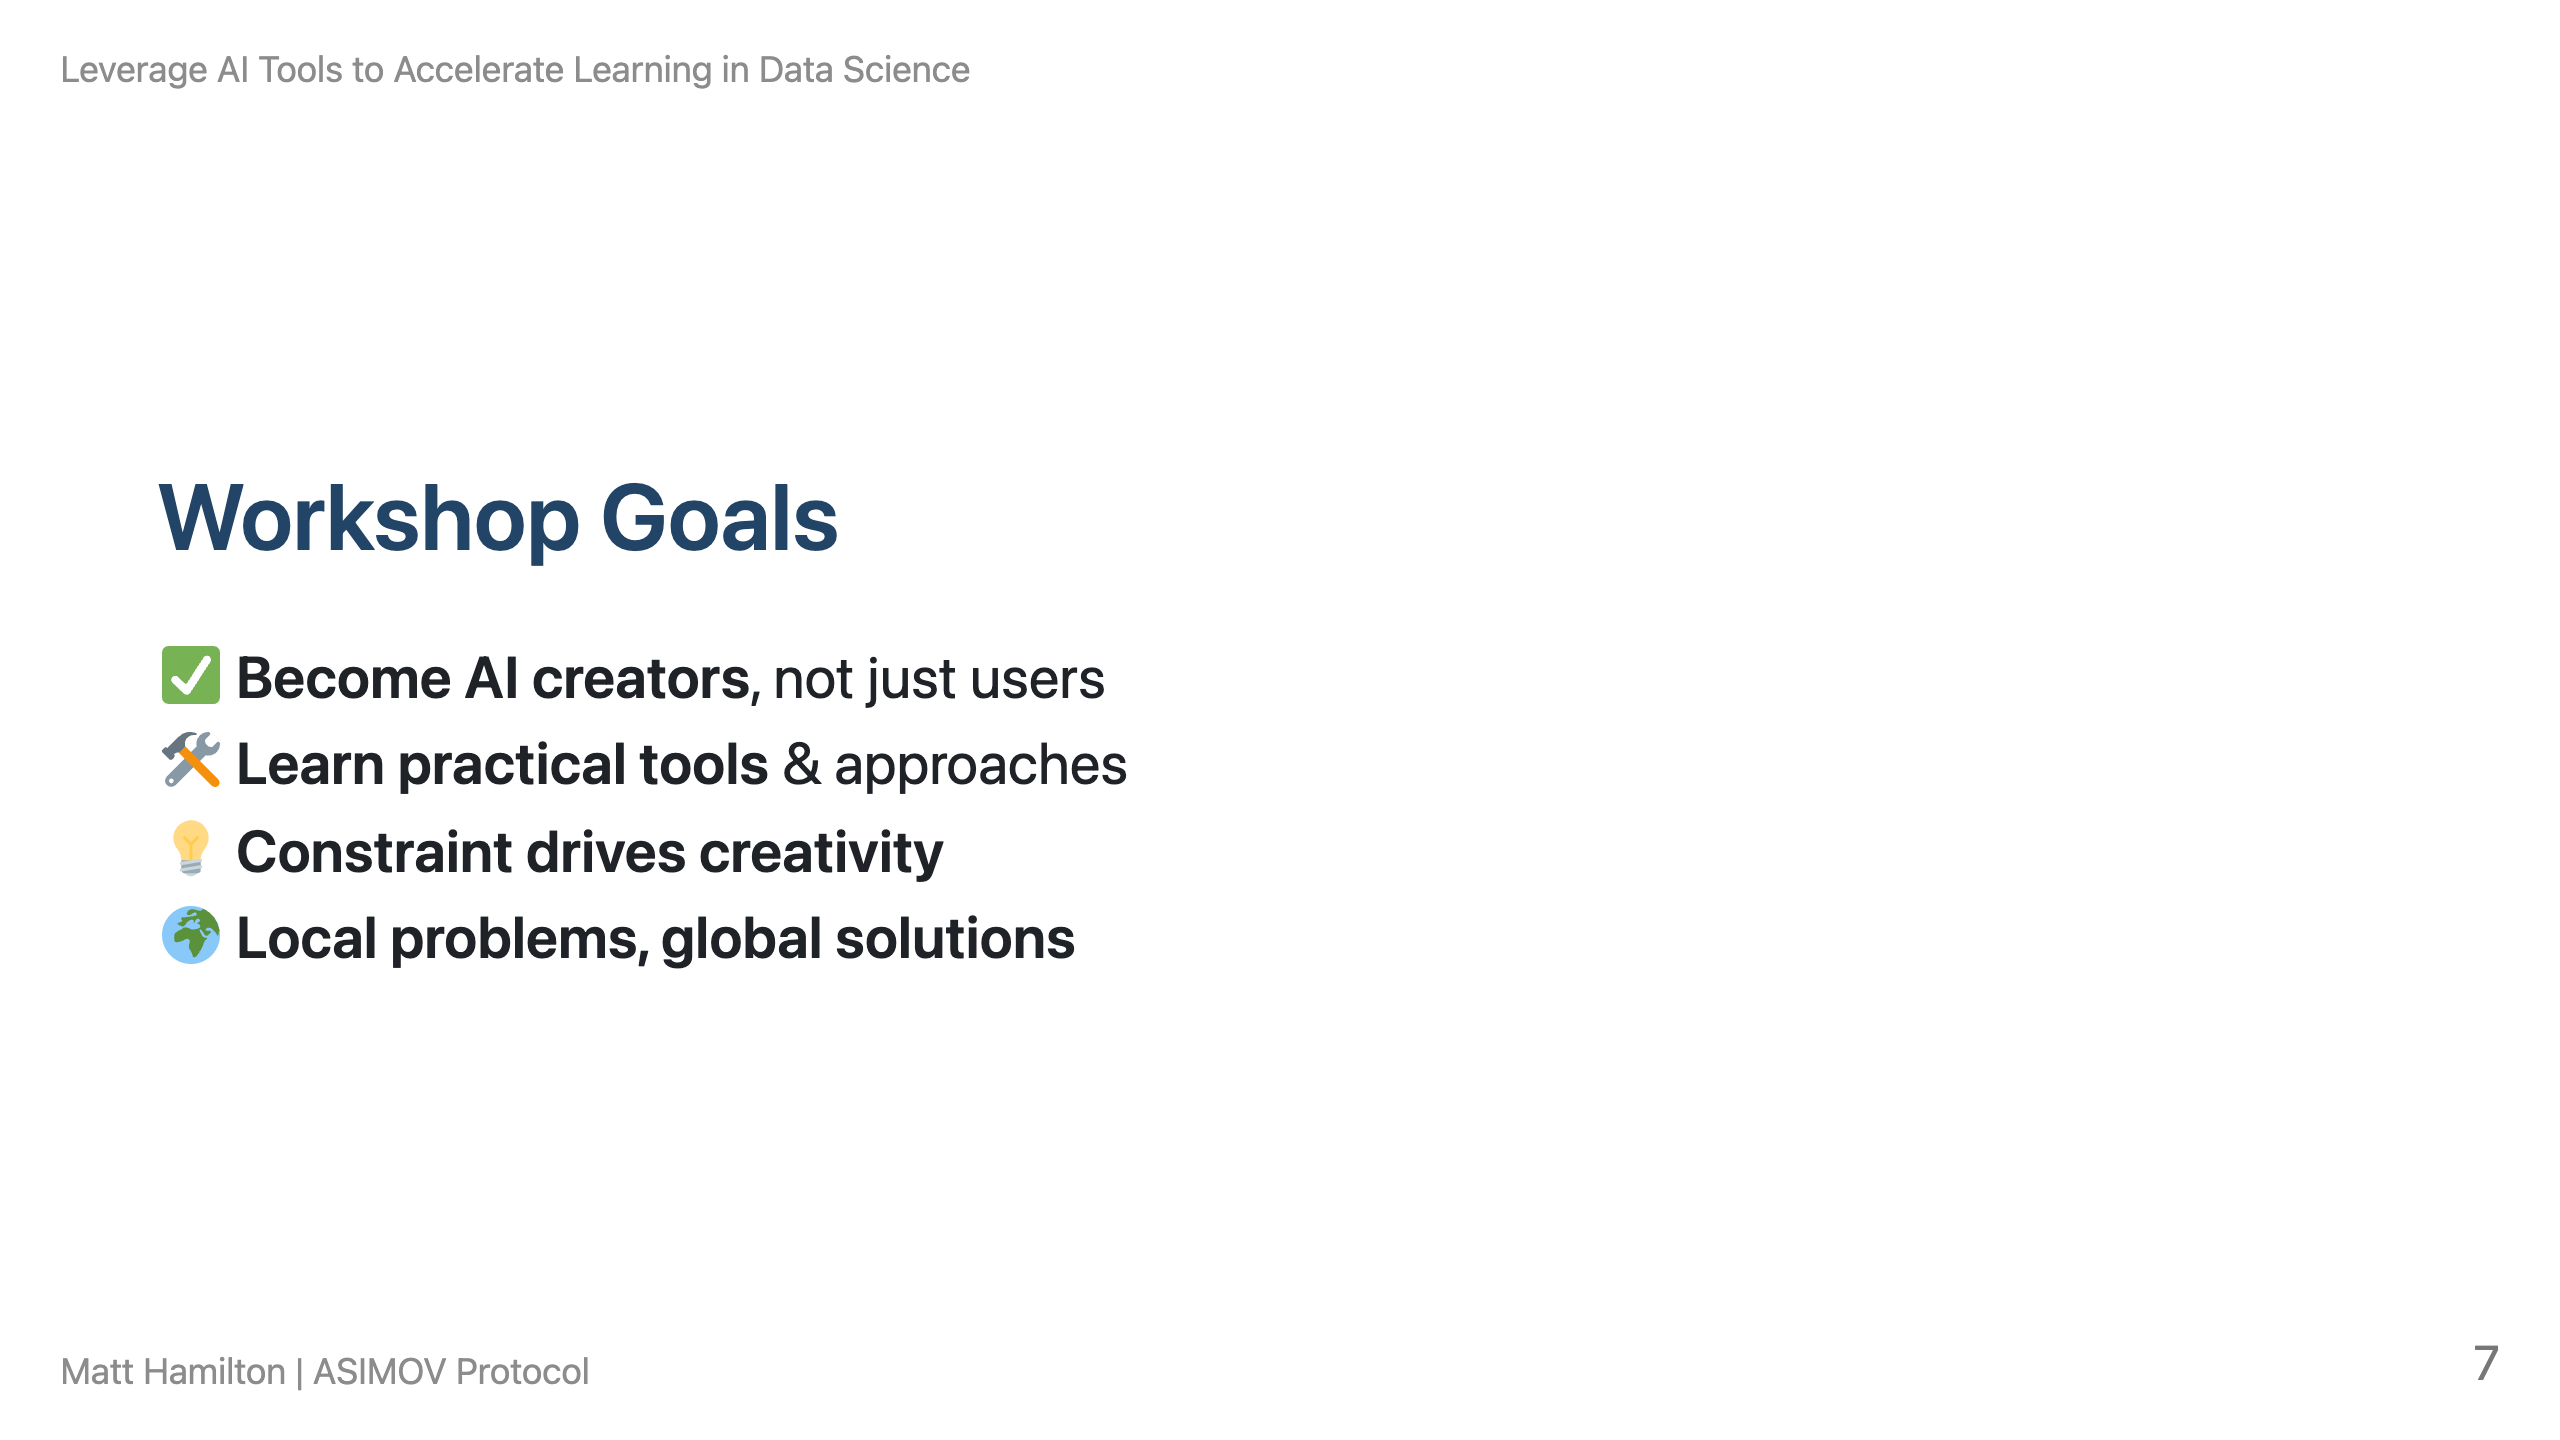 Leverage AI Tools to Accelerate Learning in Data Science
Workshop Goals
✅ Become AI creators, not just users
🛠️ Learn practical tools & approaches
💡 Constraint drives creativity
🌍 Local problems, global solutions
Matt Hamilton | ASIMOV Protocol
7